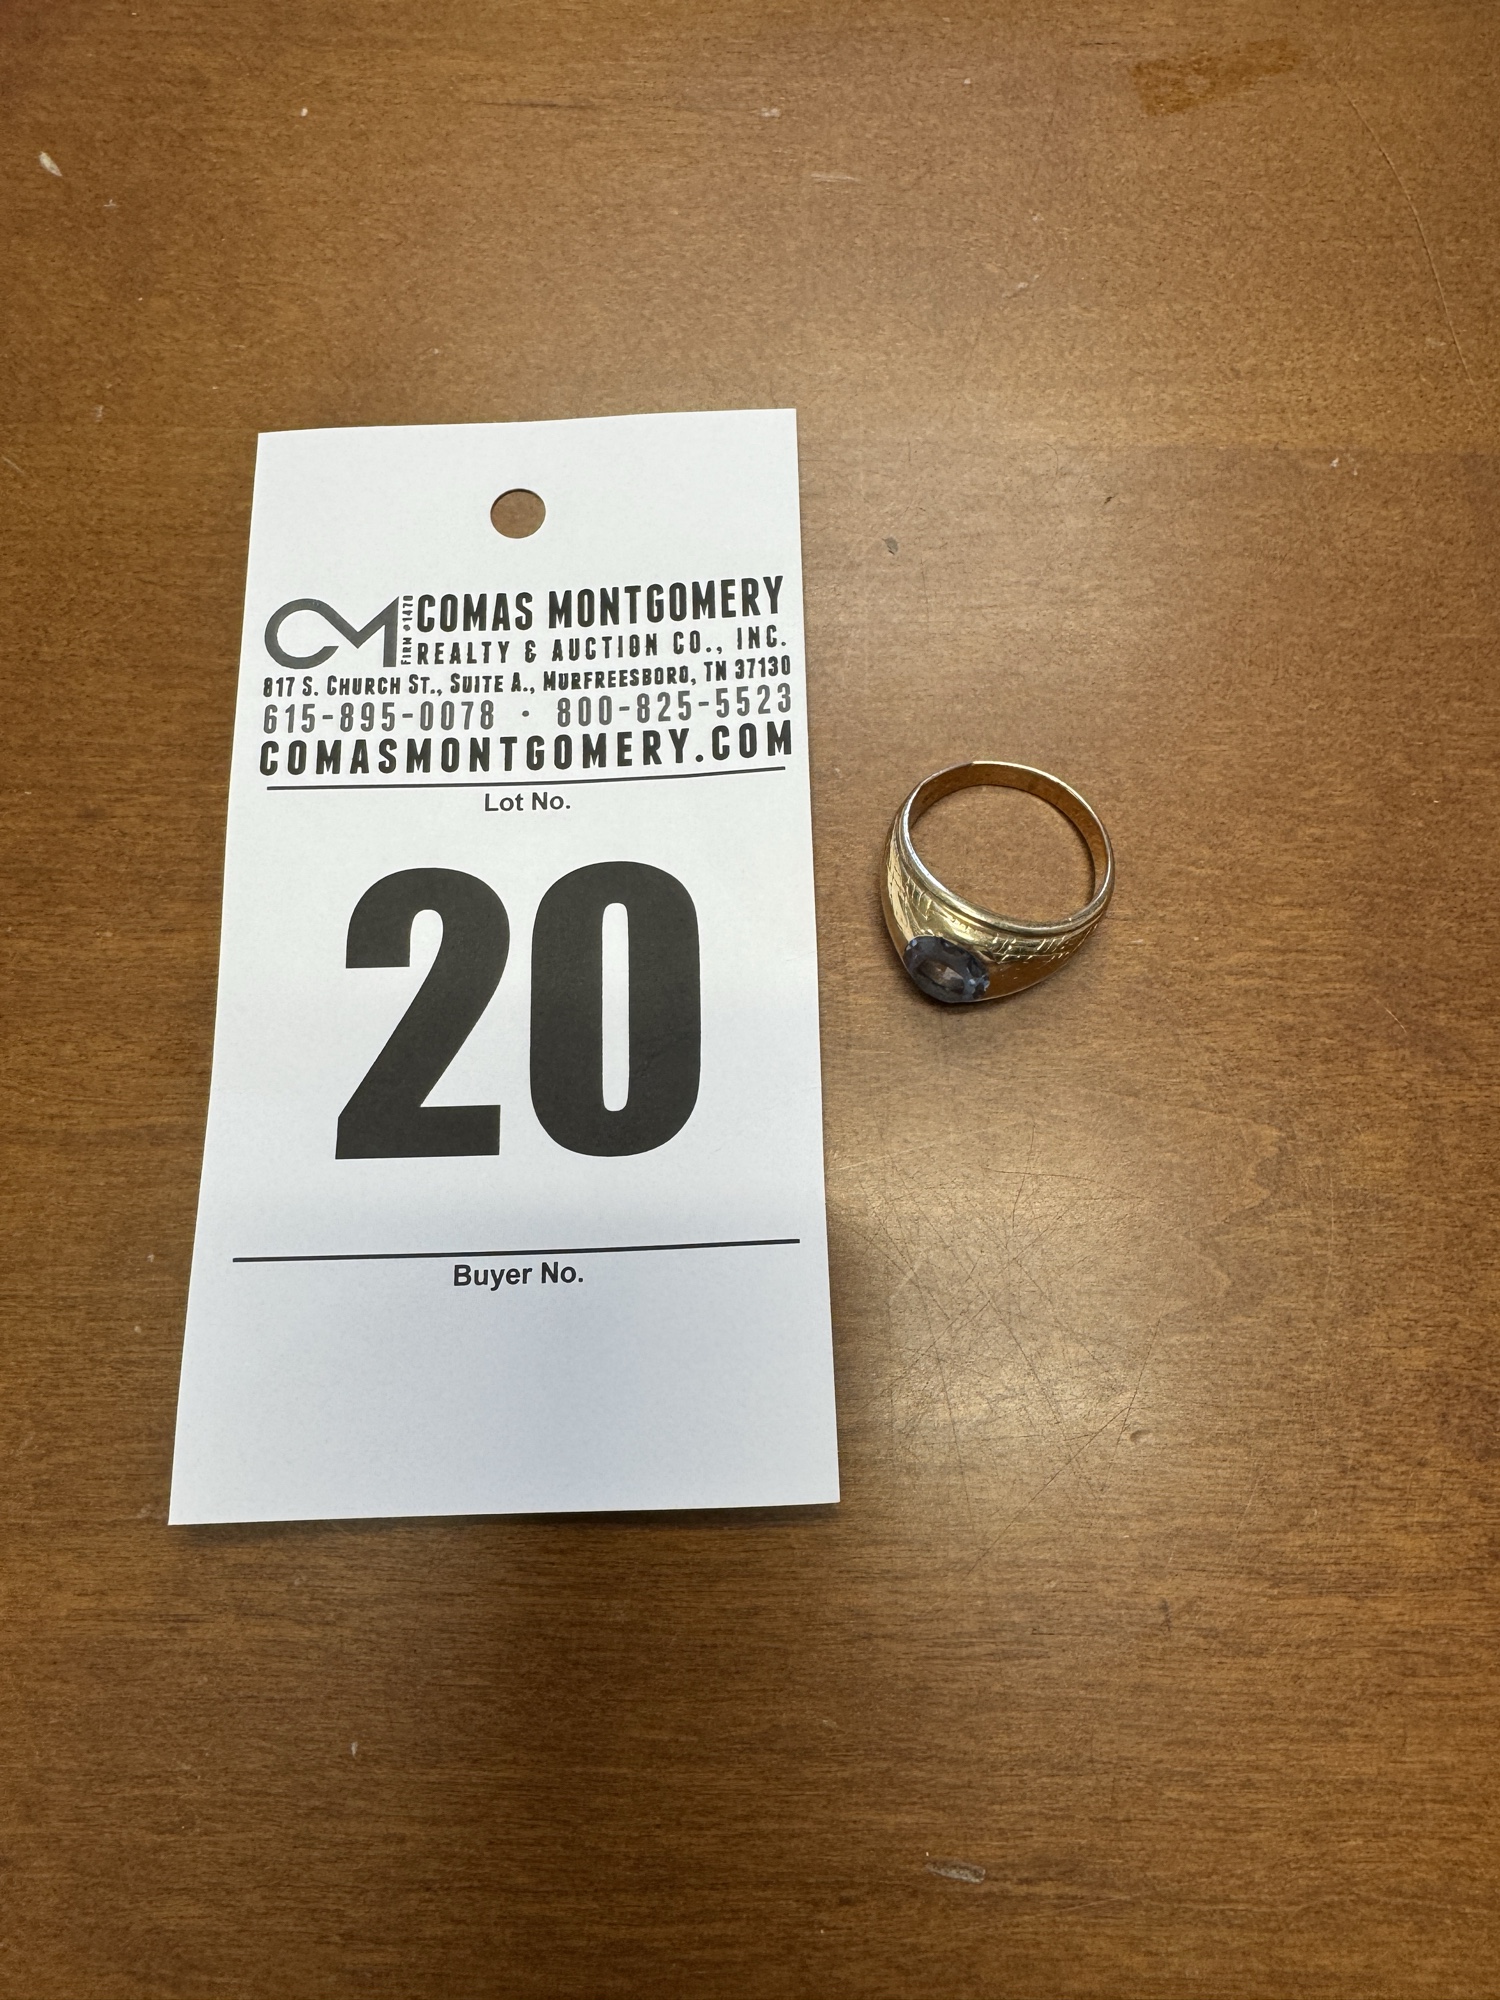 CM FIRM #1470 COMAS MONTGOMERY
REALTY & AUCTION CO., INC.
817 S. CHURCH ST., SUITE A., MURFREESBORO, TN 37130
615-895-0078 · 800-825-5523
COMASMONTGOMERY.COM
Lot No.
20
Buyer No.